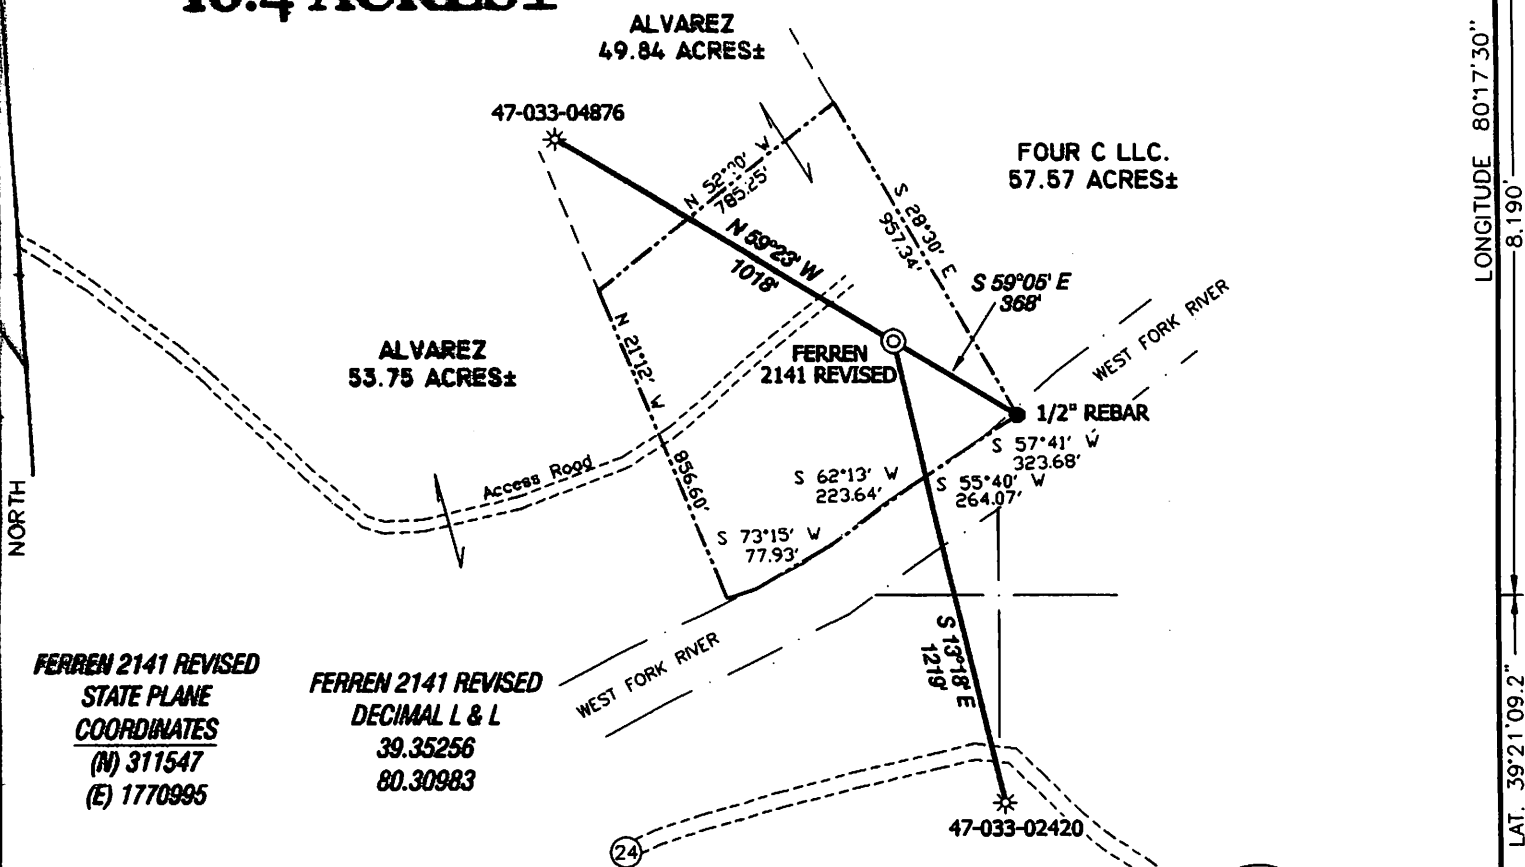 ALVAREZ
49.84 ACRES±
47-033-04876
FOUR C LLC.
57.57 ACRES±
LONGITUDE 80°17'30"
8,190'
785.25'
N 59°23' W
1018'
S 28°30' E
957.34'
S 59°05' E
368'
WEST FORK RIVER
ALVAREZ
53.75 ACRES±
N 21°12' W
856.60'
FERREN
2141 REVISED
1/2" REBAR
S 57°41' W
323.68'
S 62°13' W
223.64'
S 55°40' W
264.07'
Access Road
S 73°15' W
77.93'
NORTH
WEST FORK RIVER
S 13°18' E
1219'
FERREN 2141 REVISED
STATE PLANE
COORDINATES
(N) 311547
(E) 1770995
FERREN 2141 REVISED
DECIMAL L & L
39.35256
80.30983
47-033-02420
24
LAT. 39°21'09.2"